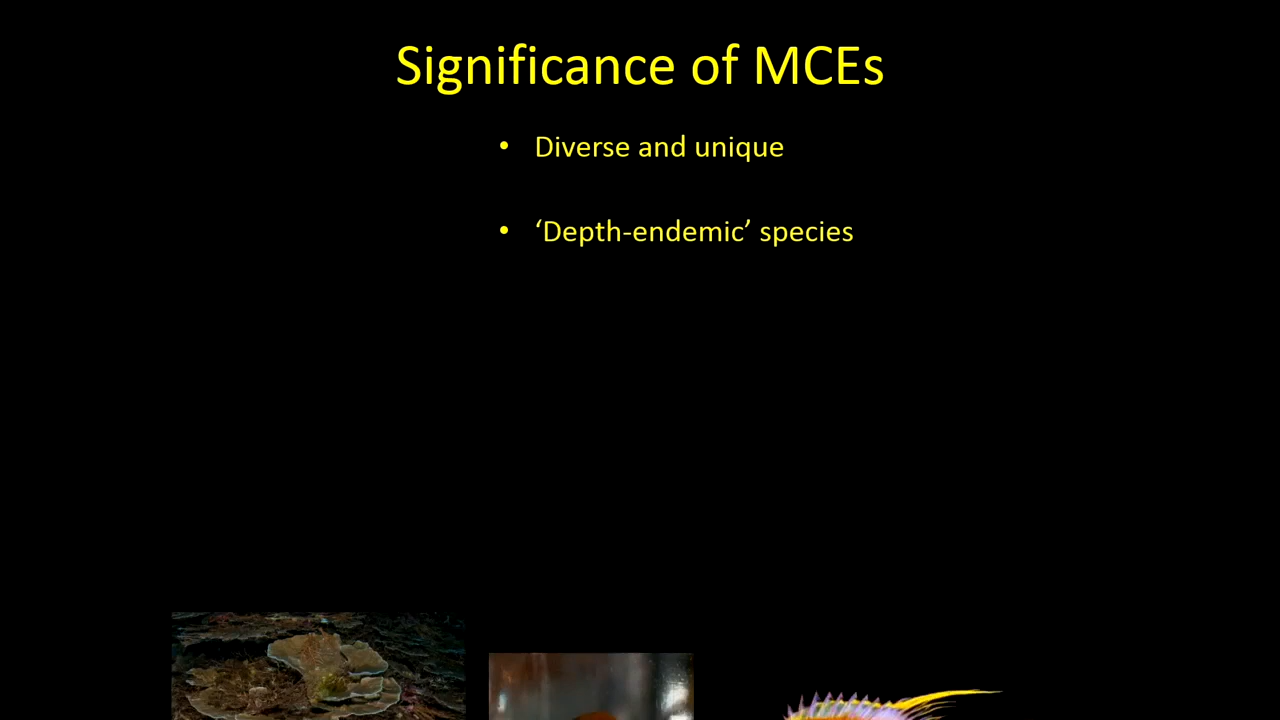 Significance of MCEs
• Diverse and unique
• ‘Depth-endemic’ species